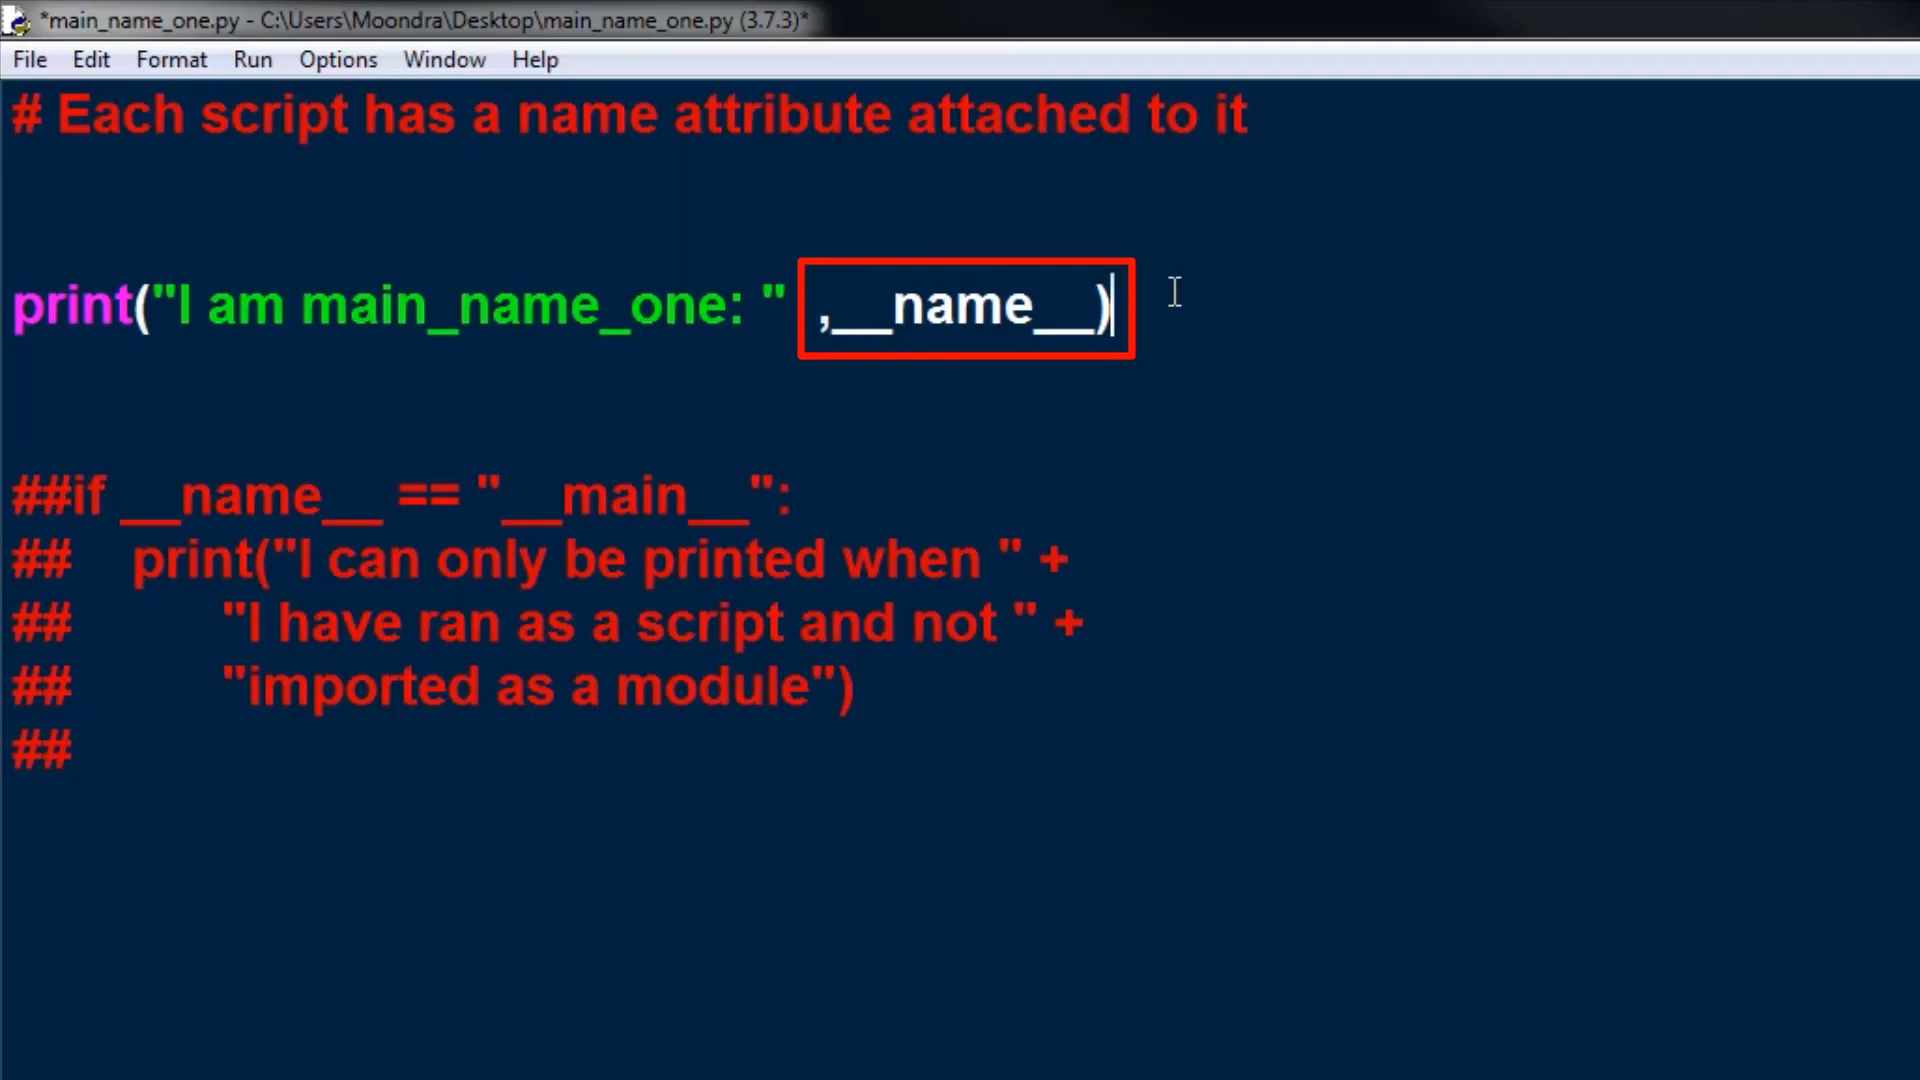 *main_name_one.py - C:\Users\Moondra\Desktop\main_name_one.py (3.7.3)*
File Edit Format Run Options Window Help
# Each script has a name attribute attached to it
print("I am main_name_one: " ,__name__)
##if __name__ == "__main__":
##    print("I can only be printed when " +
##          "I have ran as a script and not " +
##          "imported as a module")
##